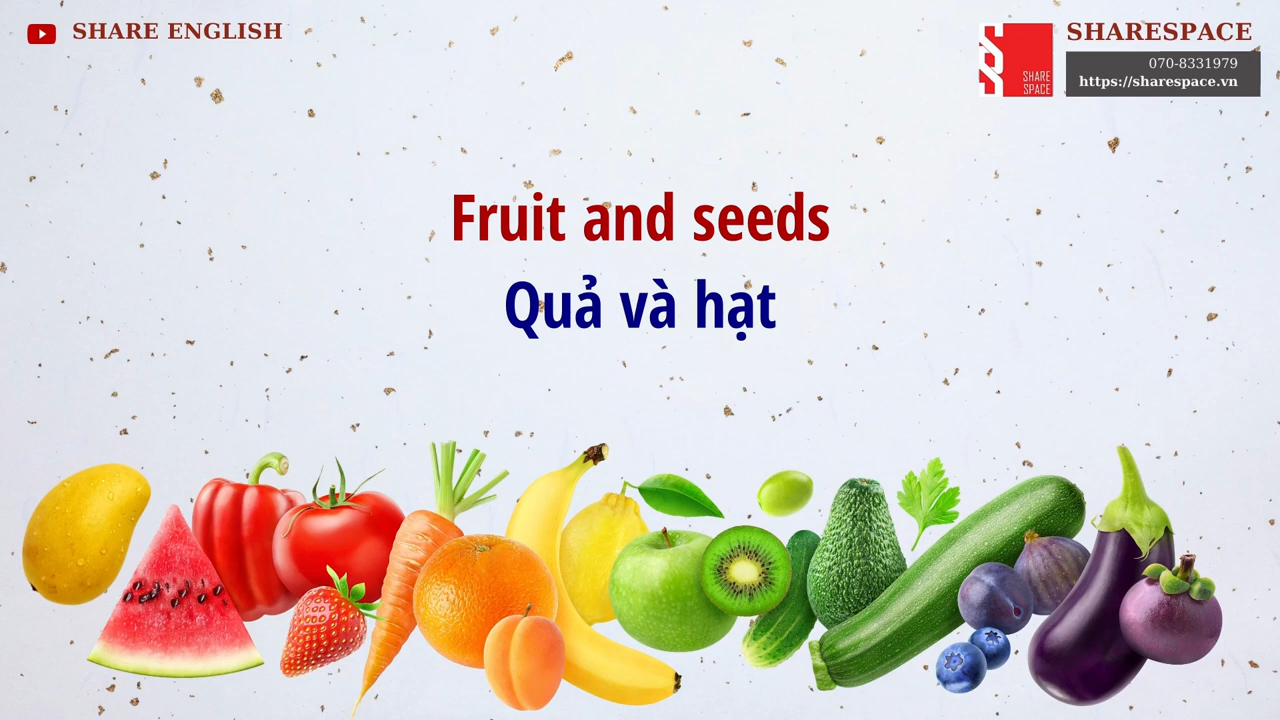 SHARE ENGLISH
SHARESPACE
070-8331979
https://sharespace.vn
SHARE
SPACE
Fruit and seeds
Quả và hạt